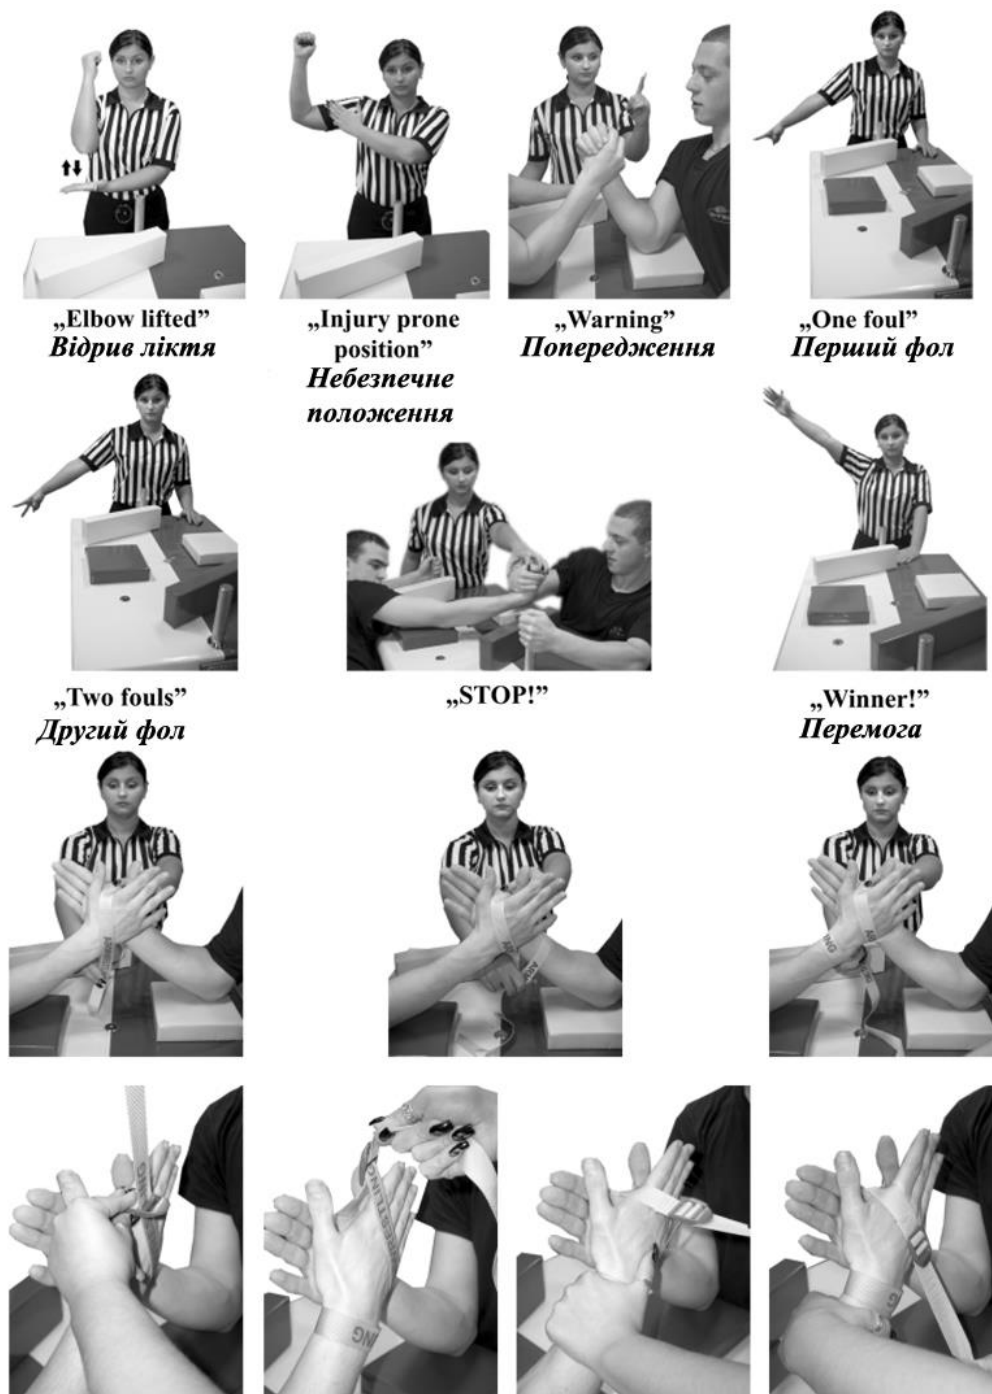 „Elbow lifted”
Відрив ліктя
„Injury prone
position”
Небезпечне
положення
„Warning”
Попередження
„One foul”
Перший фол
„Two fouls”
Другий фол
„STOP!”
„Winner!”
Перемога